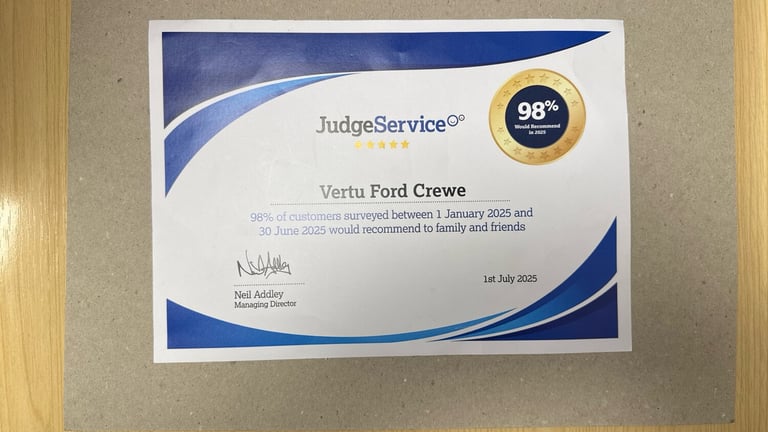 JudgeService
98%
Would Recommend
in 2025
Vertu Ford Crewe
98% of customers surveyed between 1 January 2025 and
30 June 2025 would recommend to family and friends
Neil Addley
Managing Director
1st July 2025